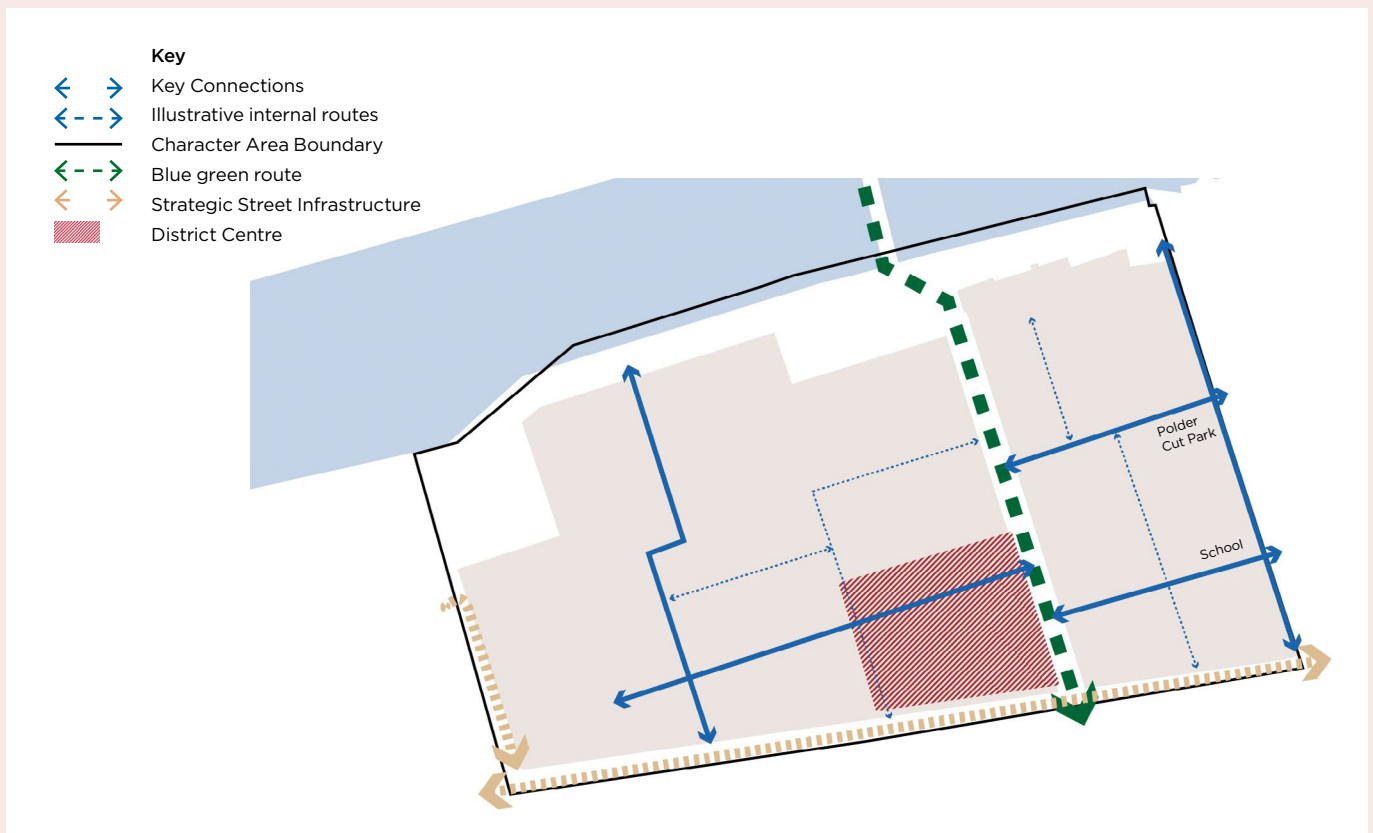 Key
Key Connections
Illustrative internal routes
Character Area Boundary
Blue green route
Strategic Street Infrastructure
District Centre
Polder
Cut Park
School